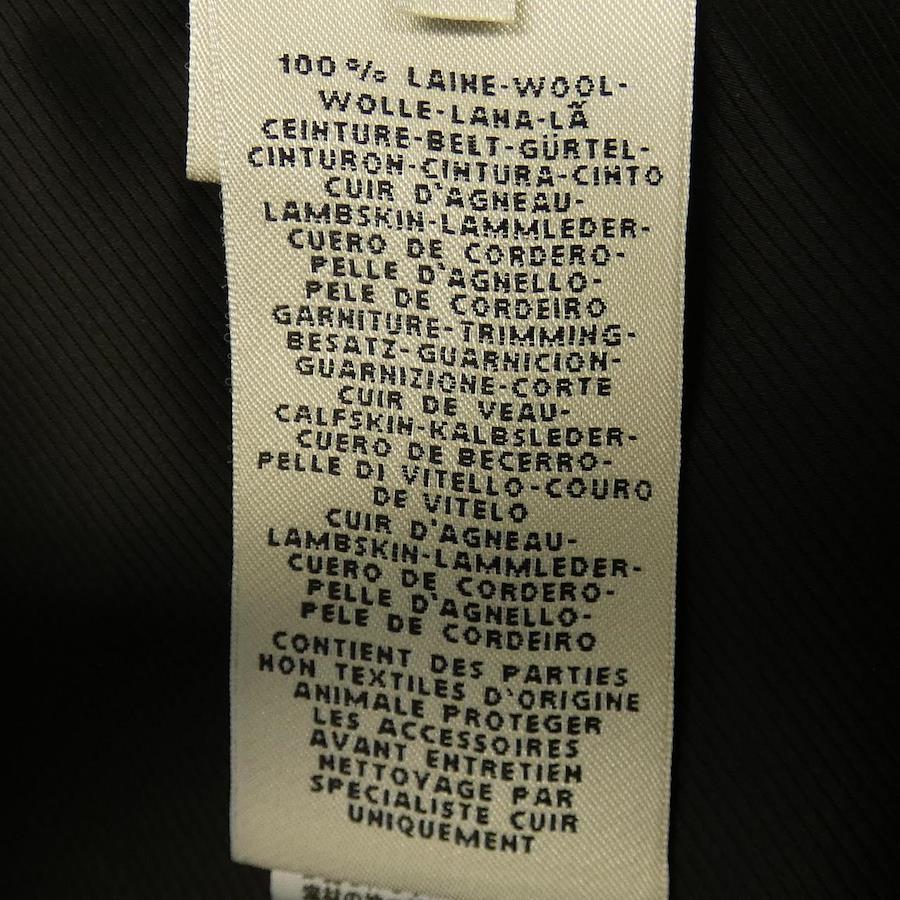 100 % LAINE-WOOL-
WOLLE-LANA-LÃ
CEINTURE-BELT-GÜRTEL-
CINTURON-CINTURA-CINTO
CUIR D'AGNEAU-
LAMBSKIN-LAMMLEDER-
CUERO DE CORDERO-
PELLE D'AGNELLO-
PELE DE CORDEIRO
GARNITURE-TRIMMING-
BESATZ-GUARNICION-
GUARNIZIONE-CORTE
CUIR DE VEAU-
CALFSKIN-KALBSLEDER-
CUERO DE BECERRO-
PELLE DI VITELLO-COURO
DE VITELO
CUIR D'AGNEAU-
LAMBSKIN-LAMMLEDER-
CUERO DE CORDERO-
PELLE D'AGNELLO-
PELE DE CORDEIRO
CONTIENT DES PARTIES
NON TEXTILES D'ORIGINE
ANIMALE PROTEGER
LES ACCESSOIRES
AVANT ENTRETIEN
NETTOYAGE PAR
SPECIALISTE CUIR
UNIQUEMENT